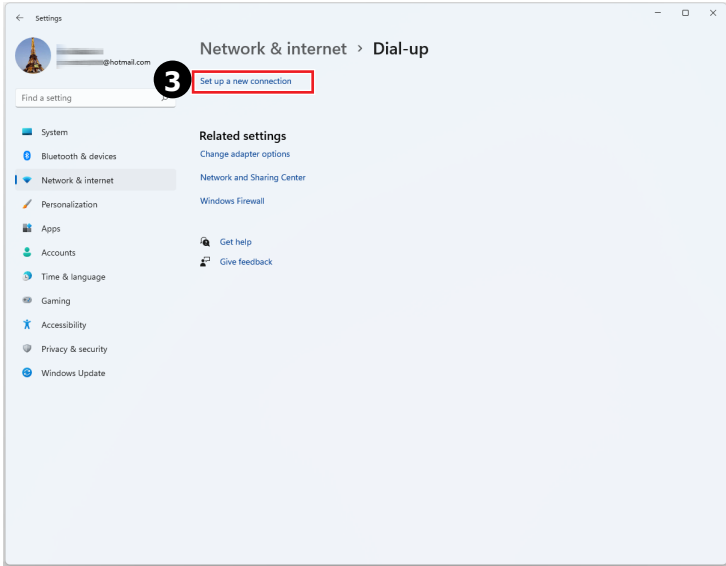 Settings
@hotmail.com
Network & internet > Dial-up
3
Set up a new connection
Find a setting
System
Bluetooth & devices
Network & internet
Personalization
Apps
Accounts
Time & language
Gaming
Accessibility
Privacy & security
Windows Update
Related settings
Change adapter options
Network and Sharing Center
Windows Firewall
Get help
Give feedback